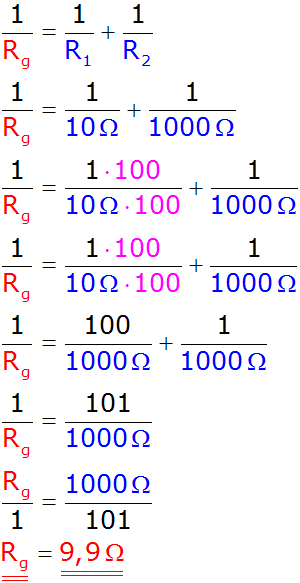 1/R_g = 1/R_1 + 1/R_2
1/R_g = 1/10 Ω + 1/1000 Ω
1/R_g = 1 · 100/10 Ω · 100 + 1/1000 Ω
1/R_g = 1 · 100/10 Ω · 100 + 1/1000 Ω
1/R_g = 100/1000 Ω + 1/1000 Ω
1/R_g = 101/1000 Ω
R_g/1 = 1000 Ω/101
R_g = 9,9 Ω